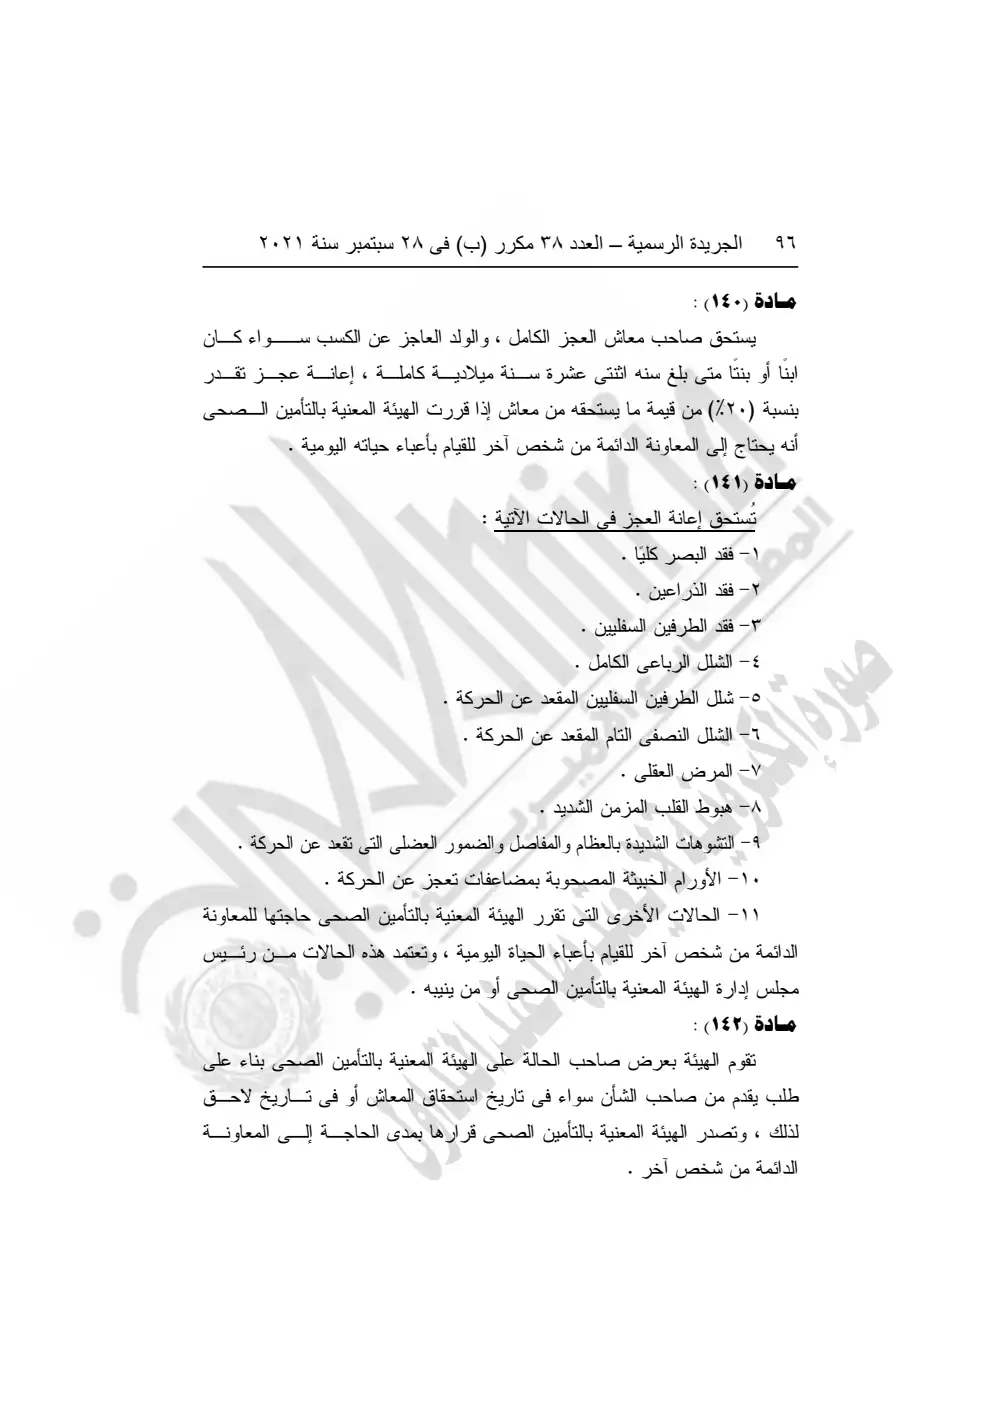 ٩٦ الجريدة الرسمية – العدد ٣٨ مكرر (ب) فى ٢٨ سبتمبر سنة ٢٠٢١
مادة (١٤٠) :
يستحق صاحب معاش العجز الكامل ، والولد العاجز عن الكسب سواء كان
ابنًا أو بنتًا متى بلغ سنه اثنتى عشرة سنة ميلادية كاملة ، إعانة عجز تقدر
بنسبة (٢٠٪) من قيمة ما يستحقه من معاش إذا قررت الهيئة المعنية بالتأمين الصحى
أنه يحتاج إلى المعاونة الدائمة من شخص آخر للقيام بأعباء حياته اليومية .
مادة (١٤١) :
تُستحق إعانة العجز فى الحالات الآتية :
١- فقد البصر كليًا .
٢- فقد الذراعين .
٣- فقد الطرفين السفليين .
٤- الشلل الرباعى الكامل .
٥- شلل الطرفين السفليين المقعد عن الحركة .
٦- الشلل النصفى التام المقعد عن الحركة .
٧- المرض العقلى .
٨- هبوط القلب المزمن الشديد .
٩- التشوهات الشديدة بالعظام والمفاصل والضمور العضلى التى تقعد عن الحركة .
١٠- الأورام الخبيثة المصحوبة بمضاعفات تعجز عن الحركة .
١١- الحالات الأخرى التى تقرر الهيئة المعنية بالتأمين الصحى حاجتها للمعاونة
الدائمة من شخص آخر للقيام بأعباء الحياة اليومية ، وتعتمد هذه الحالات من رئيس
مجلس إدارة الهيئة المعنية بالتأمين الصحى أو من ينيبه .
مادة (١٤٢) :
تقوم الهيئة بعرض صاحب الحالة على الهيئة المعنية بالتأمين الصحى بناء على
طلب يقدم من صاحب الشأن سواء فى تاريخ استحقاق المعاش أو فى تاريخ لاحق
لذلك ، وتصدر الهيئة المعنية بالتأمين الصحى قرارها بمدى الحاجة إلى المعاونة
الدائمة من شخص آخر .